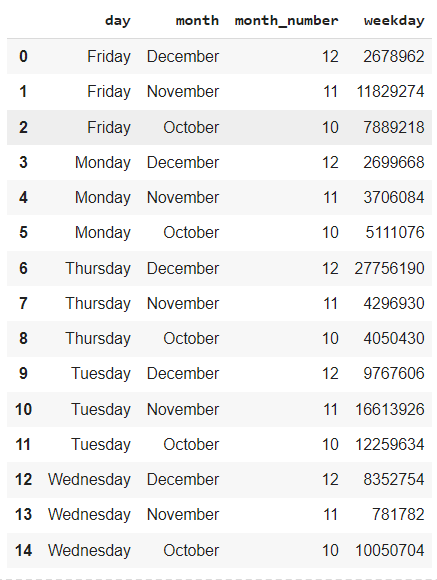 day month month_number weekday
0 Friday December 12 2678962
1 Friday November 11 11829274
2 Friday October 10 7889218
3 Monday December 12 2699668
4 Monday November 11 3706084
5 Monday October 10 5111076
6 Thursday December 12 27756190
7 Thursday November 11 4296930
8 Thursday October 10 4050430
9 Tuesday December 12 9767606
10 Tuesday November 11 16613926
11 Tuesday October 10 12259634
12 Wednesday December 12 8352754
13 Wednesday November 11 781782
14 Wednesday October 10 10050704